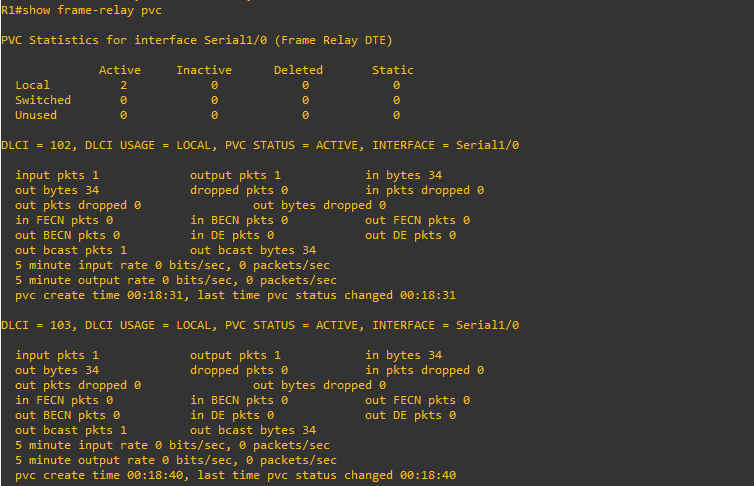 R1#show frame-relay pvc
PVC Statistics for interface Serial1/0 (Frame Relay DTE)
Active Inactive Deleted Static
Local 2 0 0 0
Switched 0 0 0 0
Unused 0 0 0 0
DLCI = 102, DLCI USAGE = LOCAL, PVC STATUS = ACTIVE, INTERFACE = Serial1/0
input pkts 1 output pkts 1 in bytes 34
out bytes 34 dropped pkts 0 in pkts dropped 0
out pkts dropped 0 out bytes dropped 0
in FECN pkts 0 in BECN pkts 0 out FECN pkts 0
out BECN pkts 0 in DE pkts 0 out DE pkts 0
out bcast pkts 1 out bcast bytes 34
5 minute input rate 0 bits/sec, 0 packets/sec
5 minute output rate 0 bits/sec, 0 packets/sec
pvc create time 00:18:31, last time pvc status changed 00:18:31
DLCI = 103, DLCI USAGE = LOCAL, PVC STATUS = ACTIVE, INTERFACE = Serial1/0
input pkts 1 output pkts 1 in bytes 34
out bytes 34 dropped pkts 0 in pkts dropped 0
out pkts dropped 0 out bytes dropped 0
in FECN pkts 0 in BECN pkts 0 out FECN pkts 0
out BECN pkts 0 in DE pkts 0 out DE pkts 0
out bcast pkts 1 out bcast bytes 34
5 minute input rate 0 bits/sec, 0 packets/sec
5 minute output rate 0 bits/sec, 0 packets/sec
pvc create time 00:18:40, last time pvc status changed 00:18:40